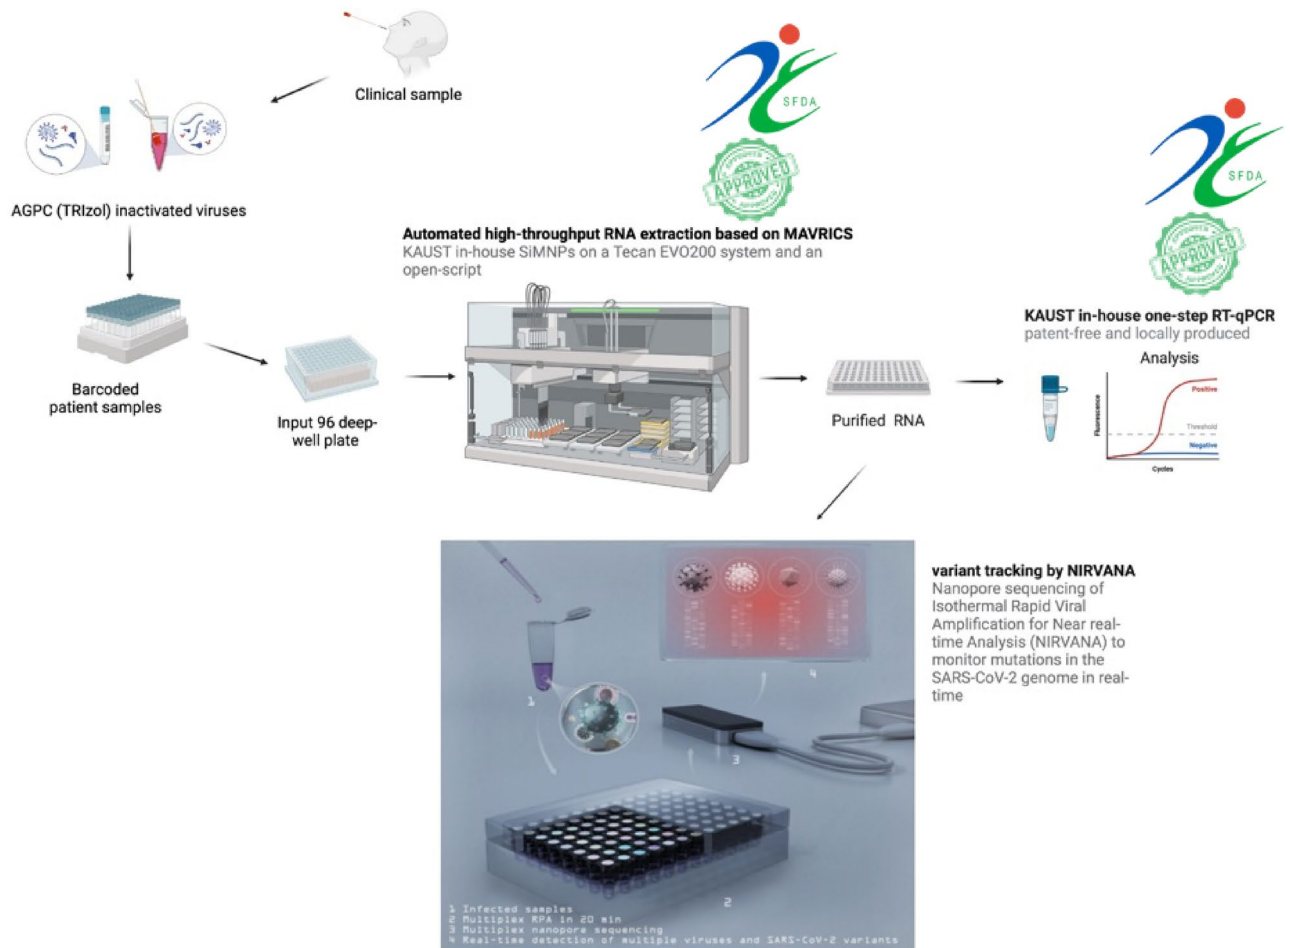 Clinical sample
SFDA
APPROVED
AGPC (TRIzol) inactivated viruses
Automated high-throughput RNA extraction based on MAVRICS
KAUST in-house SiMNPs on a Tecan EVO200 system and an
open-script
SFDA
APPROVED
KAUST in-house one-step RT-qPCR
patent-free and locally produced
Analysis
Positive
Fluorescence
Threshold
Negative
Cycles
Barcoded
patient samples
Input 96 deep-
well plate
Purified RNA
variant tracking by NIRVANA
Nanopore sequencing of
Isothermal Rapid Viral
Amplification for Near real-
time Analysis (NIRVANA) to
monitor mutations in the
SARS-CoV-2 genome in real-
time
1
4
3
2
1 Infected samples
2 Multiplex RPA in 20 min
3 Multiplex nanopore sequencing
4 Real-time detection of multiple viruses and SARS-CoV-2 variants